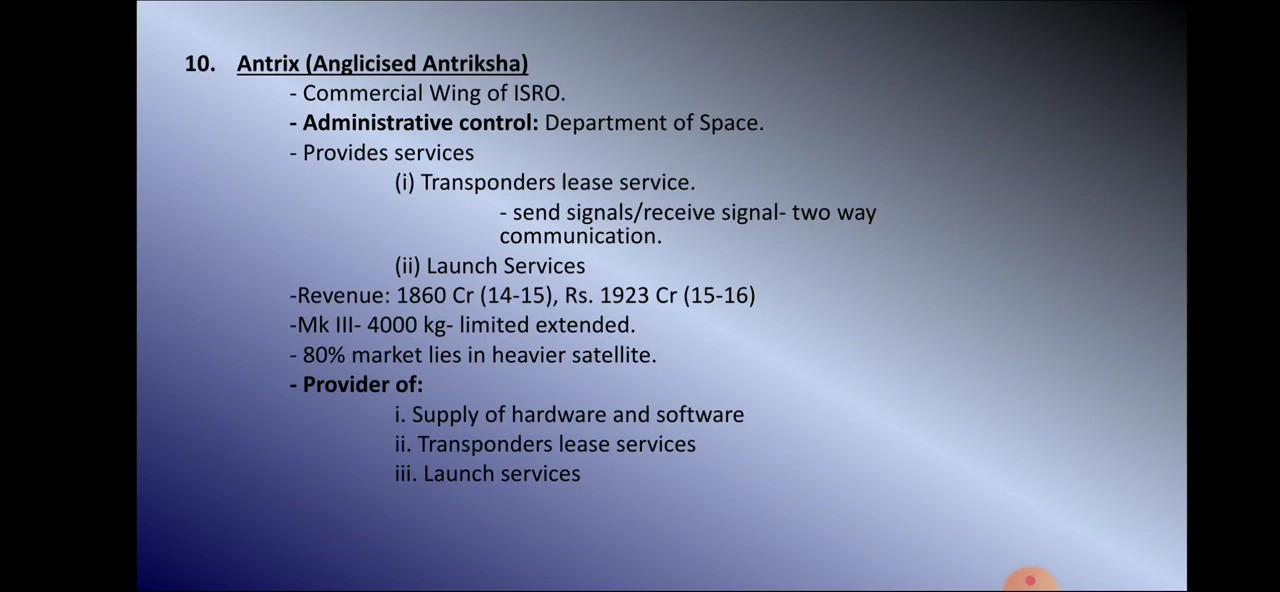 10. Antrix (Anglicised Antriksha)
- Commercial Wing of ISRO.
- Administrative control: Department of Space.
- Provides services
(i) Transponders lease service.
- send signals/receive signal- two way
communication.
(ii) Launch Services
-Revenue: 1860 Cr (14-15), Rs. 1923 Cr (15-16)
-Mk III- 4000 kg- limited extended.
- 80% market lies in heavier satellite.
- Provider of:
i. Supply of hardware and software
ii. Transponders lease services
iii. Launch services